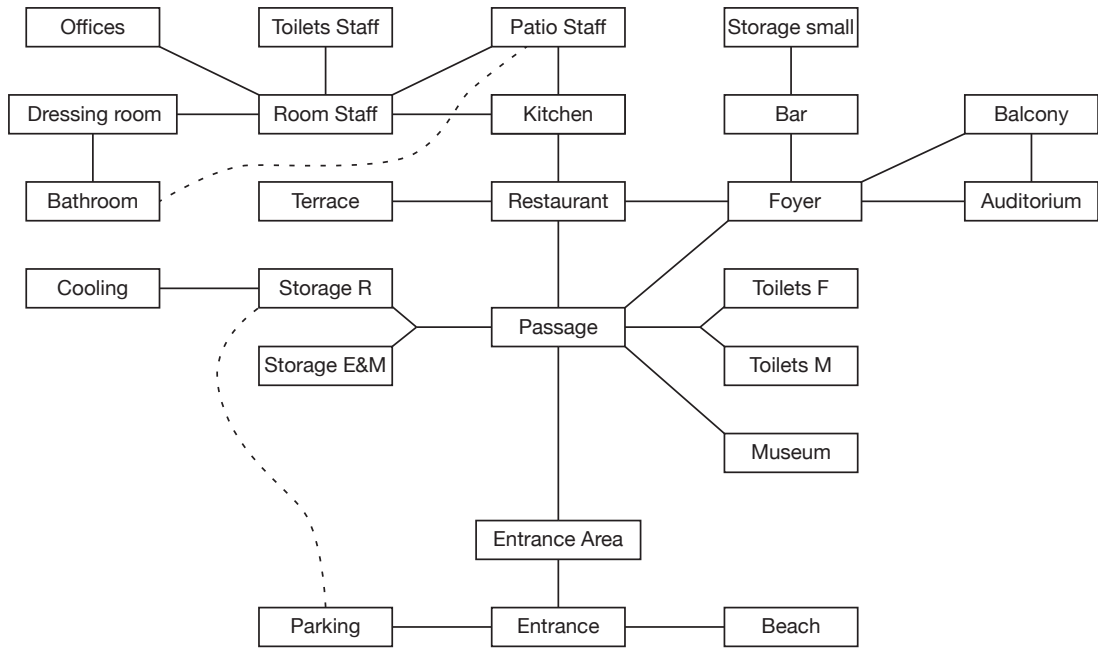 Offices
Toilets Staff
Patio Staff
Storage small
Dressing room
Room Staff
Kitchen
Bar
Balcony
Bathroom
Terrace
Restaurant
Foyer
Auditorium
Cooling
Storage R
Toilets F
Passage
Storage E&M
Toilets M
Museum
Entrance Area
Parking
Entrance
Beach